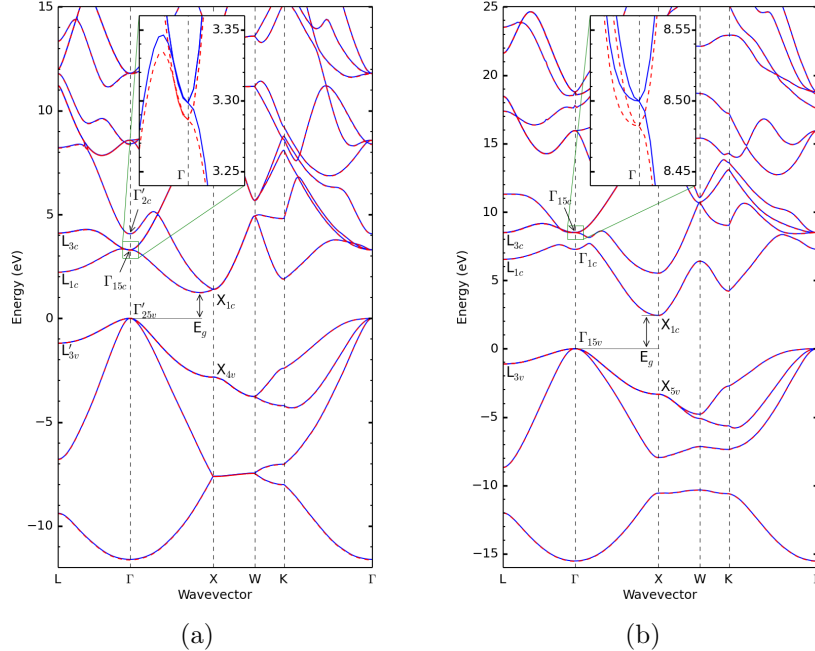 15
10
5
0
−5
−10
Energy (eV)
L
Γ
X
W
K
Γ
Wavevector
3.35
3.30
3.25
Γ
Γ′2c
L3c
L1c
Γ15c
Γ′25v
X1c
Eg
L′3v
X4v
(a)
25
20
15
10
5
0
−5
−10
−15
Energy (eV)
L
Γ
X
W
K
Γ
Wavevector
8.55
8.50
8.45
Γ
Γ15c
L3c
L1c
Γ1c
X1c
Γ15v
Eg
L3v
X5v
(b)